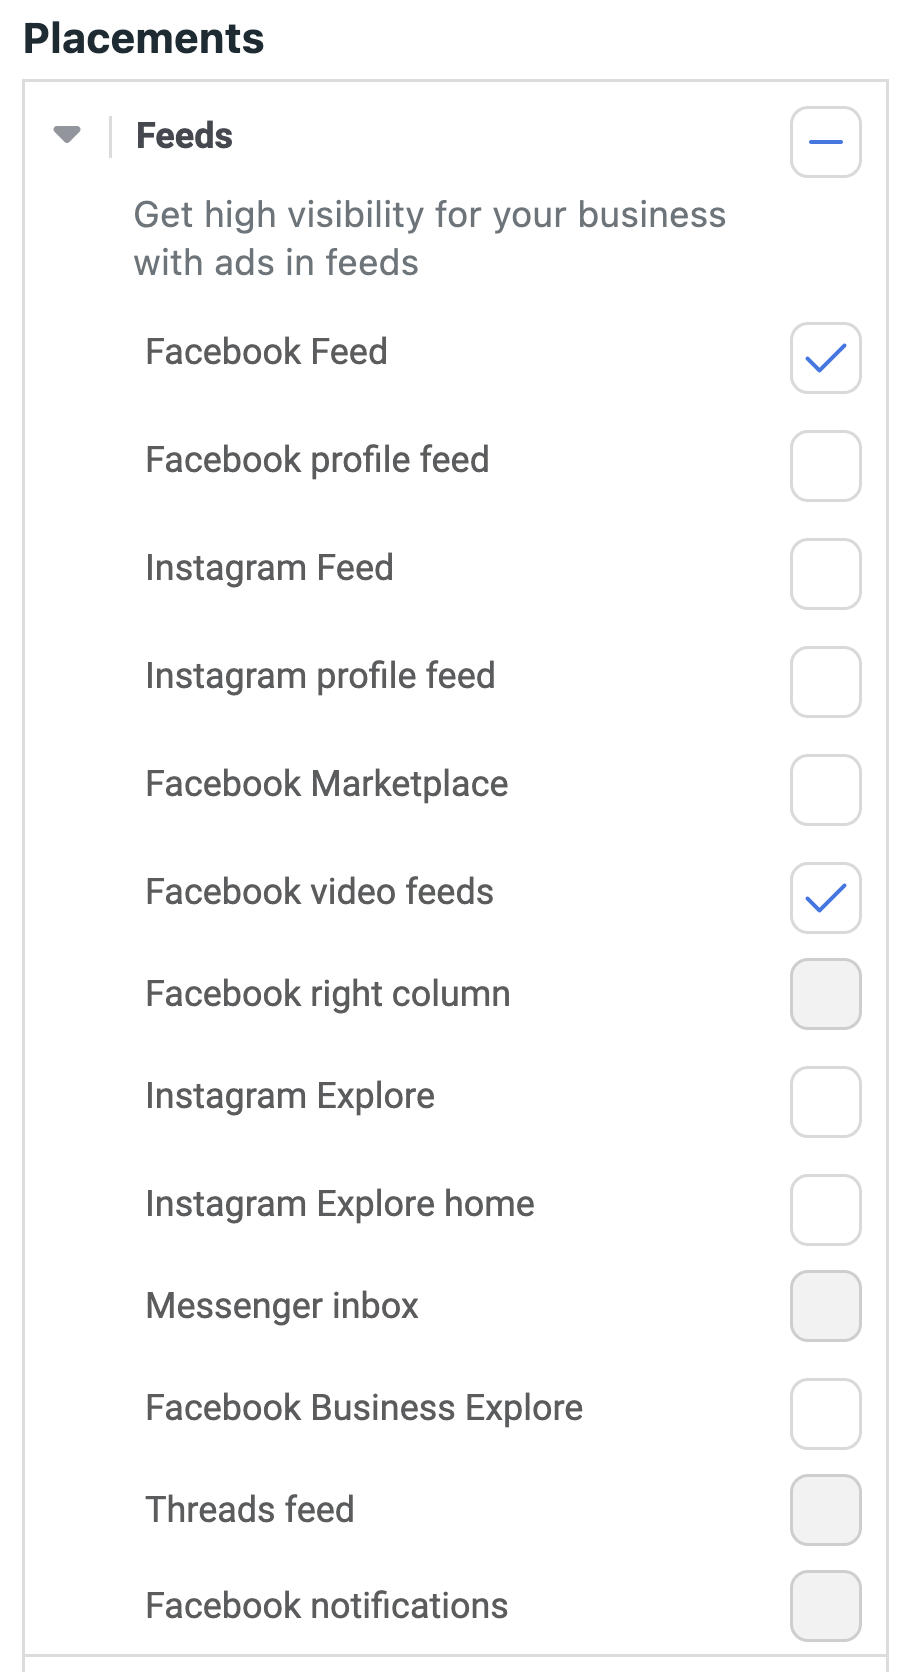 Placements
Feeds
Get high visibility for your business
with ads in feeds
Facebook Feed
Facebook profile feed
Instagram Feed
Instagram profile feed
Facebook Marketplace
Facebook video feeds
Facebook right column
Instagram Explore
Instagram Explore home
Messenger inbox
Facebook Business Explore
Threads feed
Facebook notifications